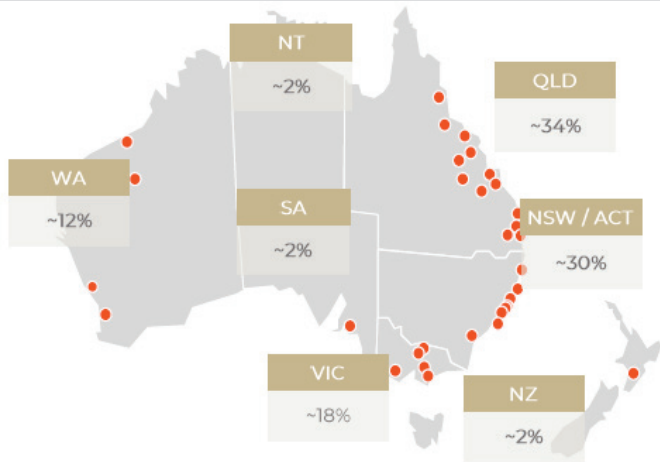 NT
~2%
QLD
~34%
WA
~12%
SA
~2%
NSW / ACT
~30%
VIC
~18%
NZ
~2%